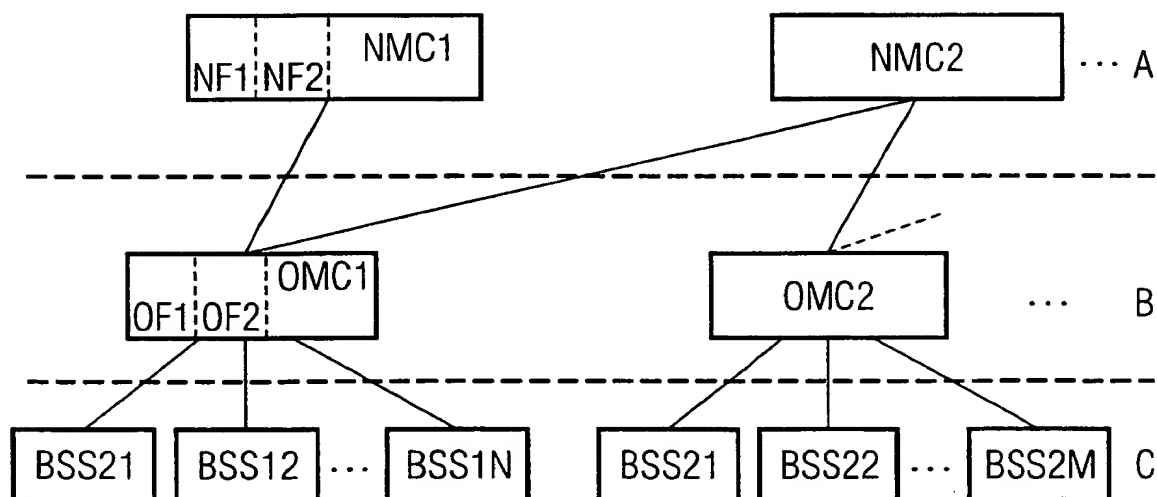 NMC1
NF1 NF2
NMC2
... A
OMC1
OF1 OF2
OMC2
... B
BSS21 BSS12 ... BSS1N BSS21 BSS22 ... BSS2M C